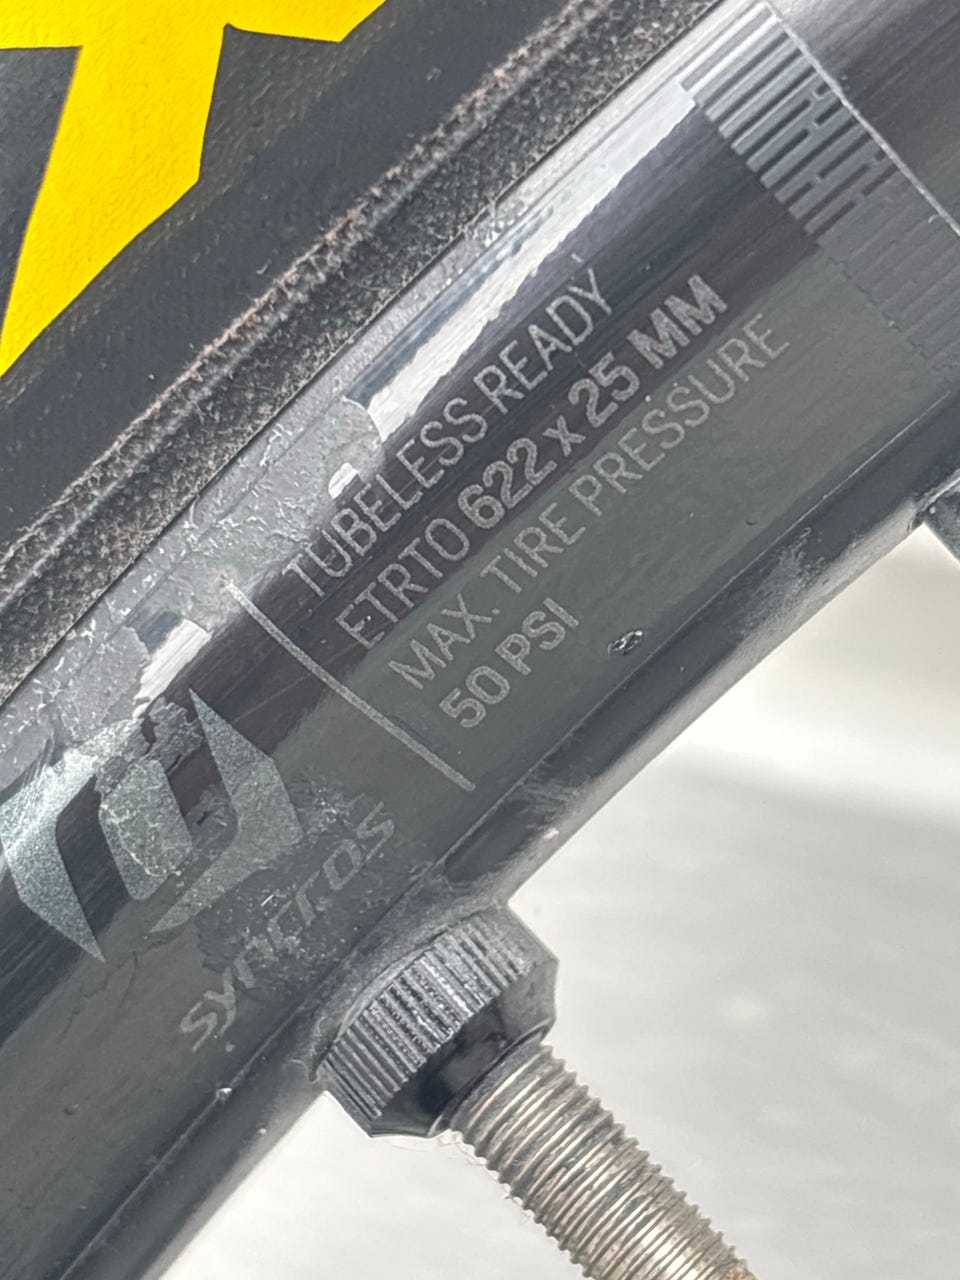 TUBELESS READY
ETRTO 622 x 25 MM
MAX. TIRE PRESSURE
50 PSI
syncros